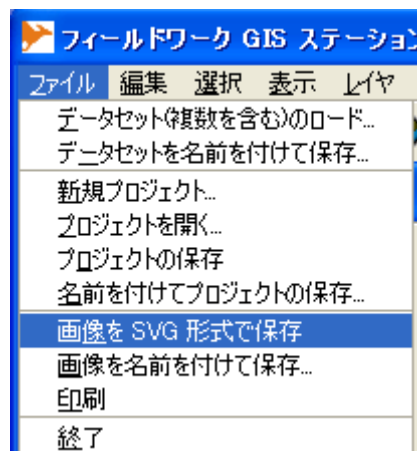 フィールドワーク GIS ステーション
ファイル 編集 選択 表示 レイヤ
データセット(複数を含む)のロード...
データセットを名前を付けて保存...
新規プロジェクト...
プロジェクトを開く...
プロジェクトの保存
名前を付けてプロジェクトの保存...
画像を SVG 形式で保存
画像を名前を付けて保存...
印刷
終了